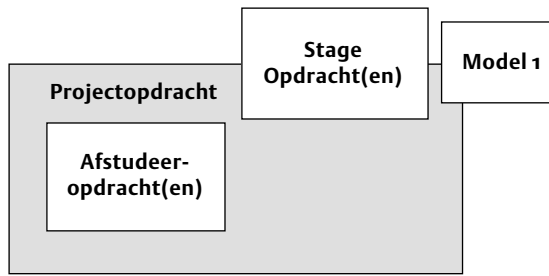 Stage
Opdracht(en)
Model 1
Projectopdracht
Afstudeer-
opdracht(en)